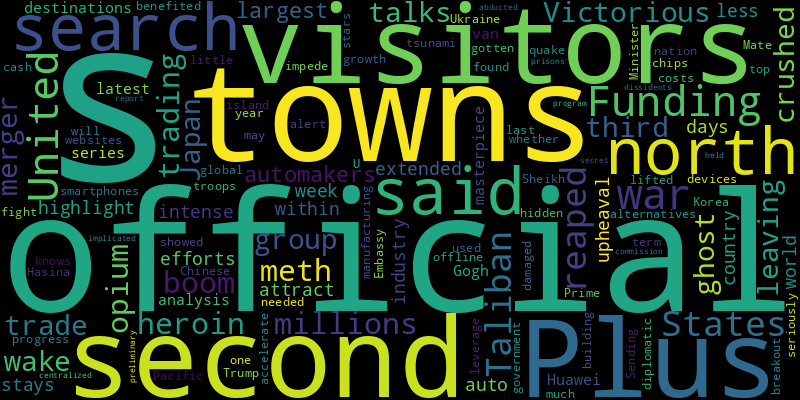 destinations benefited largest talks Ukraine abducted Victorious less
search visitors stars van tsunami gotten quake Minister nation Mate crushed
cash United S latest trading little impede growth found prisons chips costs top
merger report Japan towns island year may alert masterpiece Funding dissidents program
will websites series global U automakers last whether third days north secret held
smartphones troops extended Sheikh upheaval lifted devices
fight highlight intense week within said hidden reaped war Korea alternatives
official
implicated showed group manufacturing Embassy industry used offline Gogh damaged Taliban ghost country term commission leaving world seriously
knows Hasina opium efforts Chinese boom meth attract
analysis needed Prime
trade heroin millions States
progress wake preliminary second accelerate one Trump leverage government Plus building Sending diplomatic breakout
stays centralized Pacific auto Huawei much